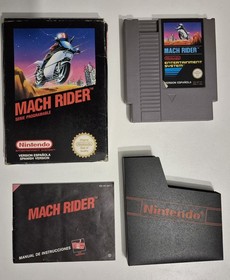 MACH RIDER
SERIE PROGRAMABLE
Nintendo
VERSION ESPAÑOLA
SPANISH VERSION
MACH RIDER
ENTERTAINMENT
SYSTEM
VERSION ESPAÑOLA
MACH RIDER
MANUAL DE INSTRUCCIONES
Nintendo